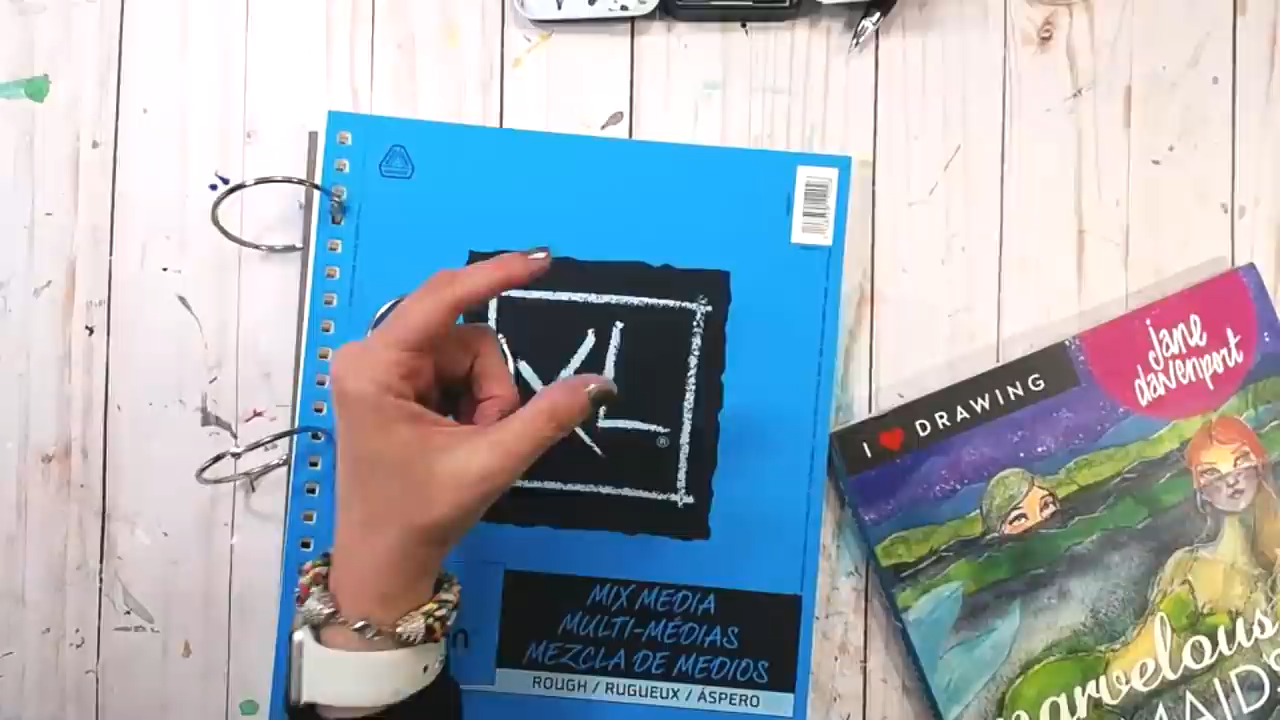 XL
®
MIX MEDIA
MULTI-MÉDIAS
MEZCLA DE MEDIOS
ROUGH / RUGUEUX / ÁSPERO
I ❤ DRAWING
jane
davenport
marvelous